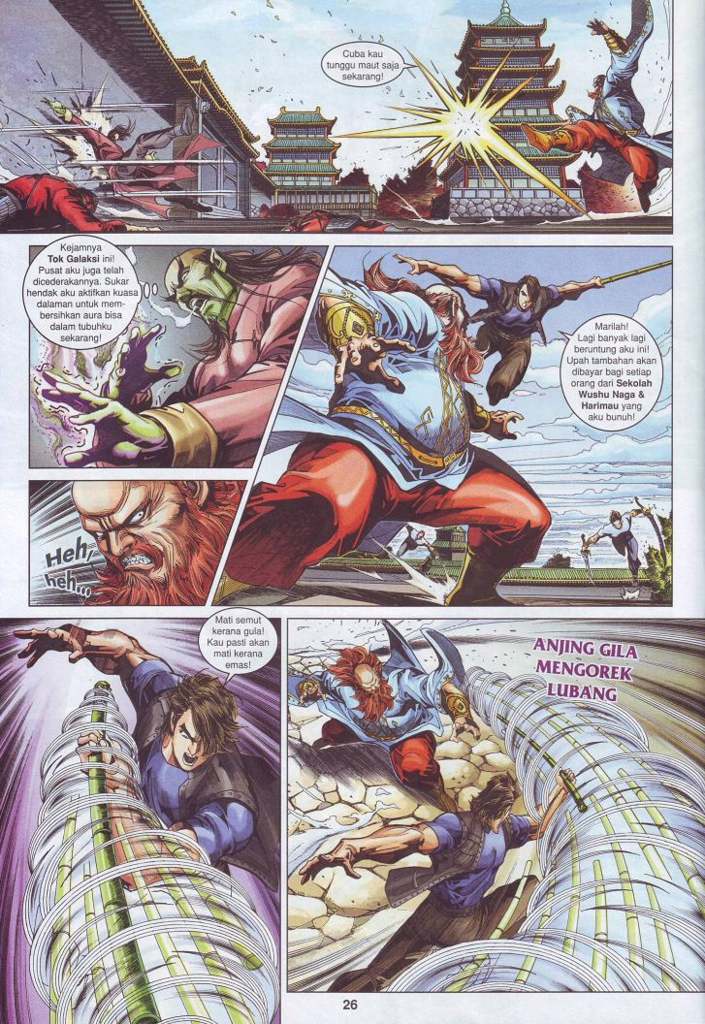 Cuba kau
tunggu maut saja
sekarang!
Kejamnya
Tok Galaksi ini!
Pusat aku juga telah
dicederakannya. Sukar
hendak aku aktifkan kuasa
dalaman untuk mem-
bersihkan aura bisa
dalam tubuhku
sekarang!
Marilah!
Lagi banyak lagi
beruntung aku ini!
Upah tambahan akan
dibayar bagi setiap
orang dari Sekolah
Wushu Naga &
Harimau yang
aku bunuh!
Heh,
heh...
Mati semut
kerana gula!
Kau pasti akan
mati kerana
emas!
ANJING GILA
MENGOREK
LUBANG
26